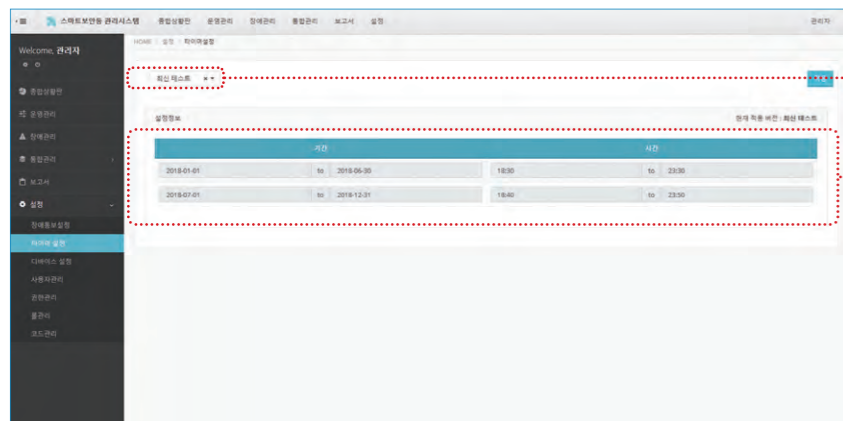 스마트보안등 관리시스템 종합상황판 운영관리 장애관리 통합관리 보고서 설정 관리자
Welcome, 관리자
HOME 설정 타이머설정
최신 테스트
종합상황판
운영관리
설정정보 현재 적용 버전 : 최신 테스트
장애관리
기간 시간
통합관리
2018-01-01 to 2018-06-30 18:30 to 23:30
보고서
2018-07-01 to 2018-12-31 18:40 to 23:50
설정
장애통보설정
타이머 설정
디바이스 설정
사용자관리
권한관리
룰관리
코드관리